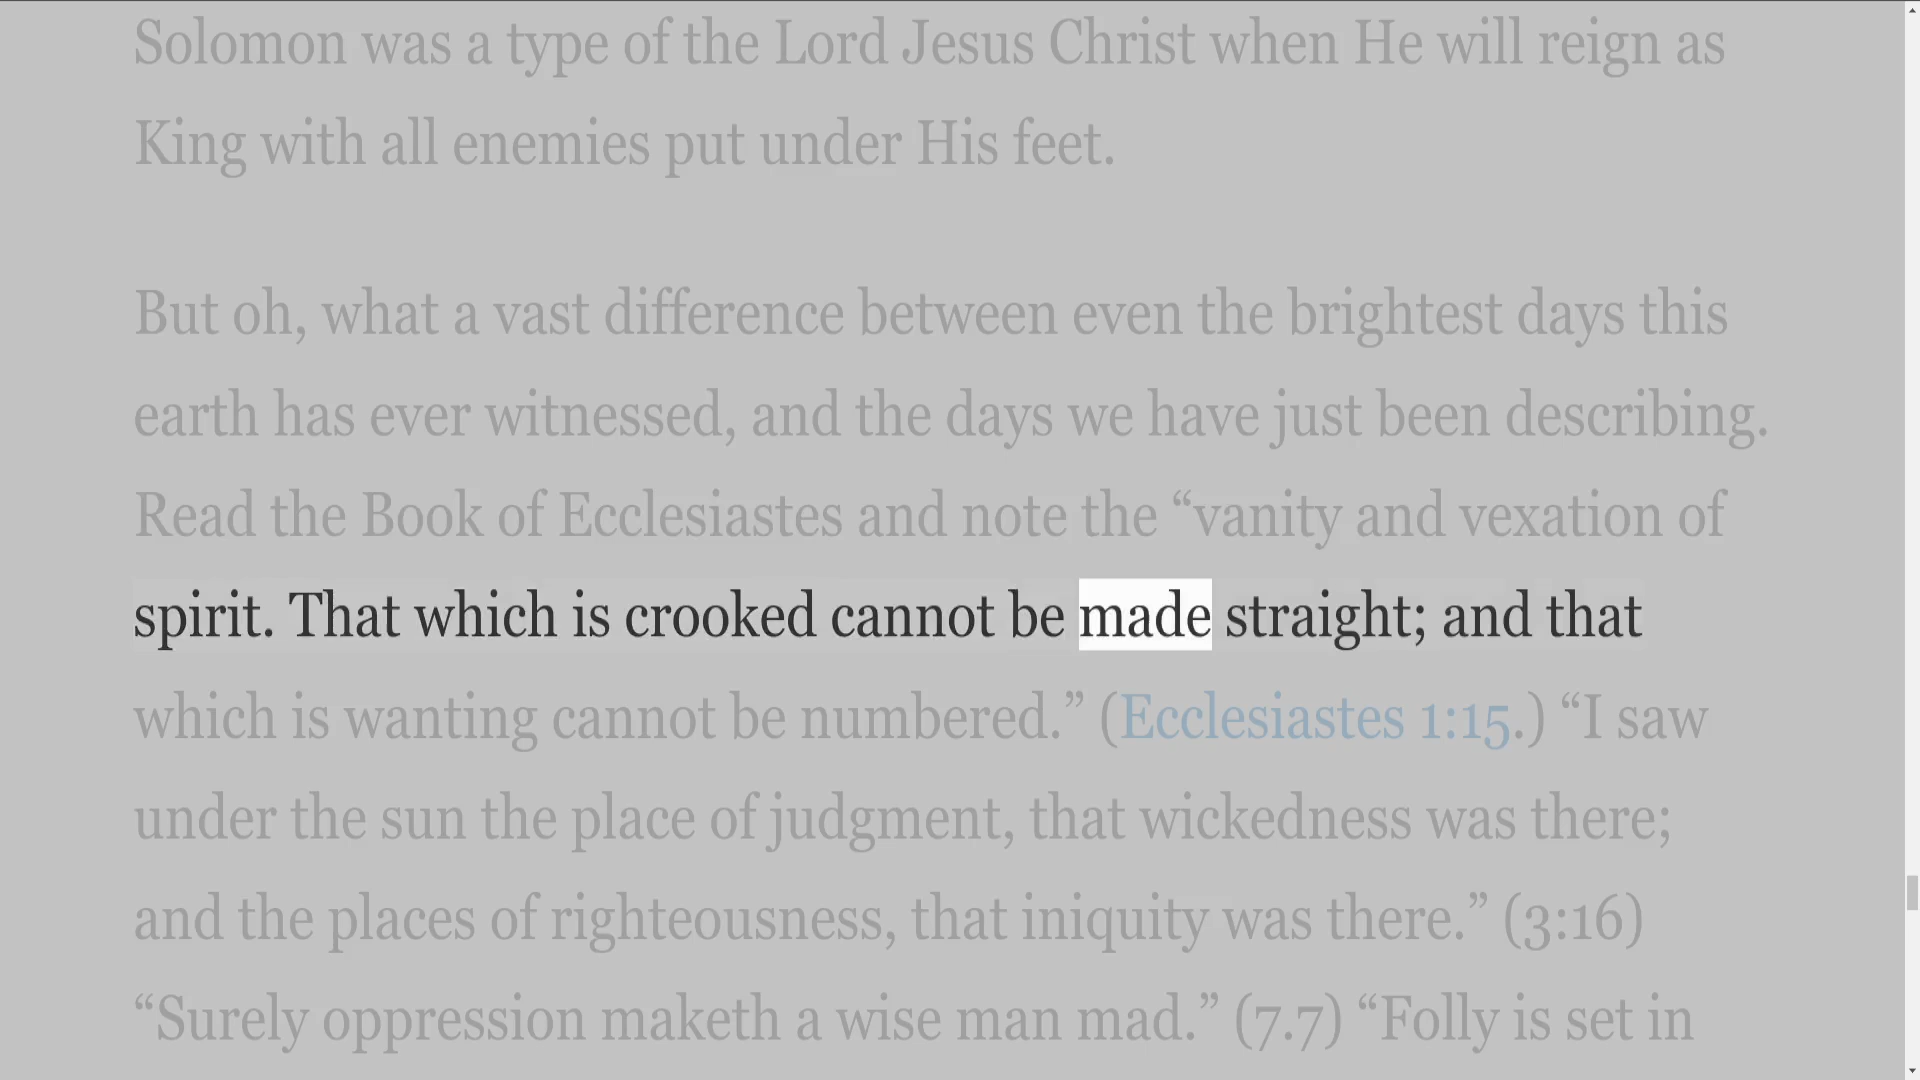 Solomon was a type of the Lord Jesus Christ when He will reign as
King with all enemies put under His feet.
But oh, what a vast difference between even the brightest days this
earth has ever witnessed, and the days we have just been describing.
Read the Book of Ecclesiastes and note the “vanity and vexation of
spirit. That which is crooked cannot be made straight; and that
which is wanting cannot be numbered.” (Ecclesiastes 1:15.) “I saw
under the sun the place of judgment, that wickedness was there;
and the places of righteousness, that iniquity was there.” (3:16)
“Surely oppression maketh a wise man mad.” (7.7) “Folly is set in